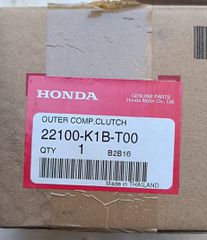 HONDA
GENUINE PARTS
Honda Motor Co., Ltd.
OUTER COMP,CLUTCH
22100-K1B-T00
QTY 1 B2B16
Made in THAILAND